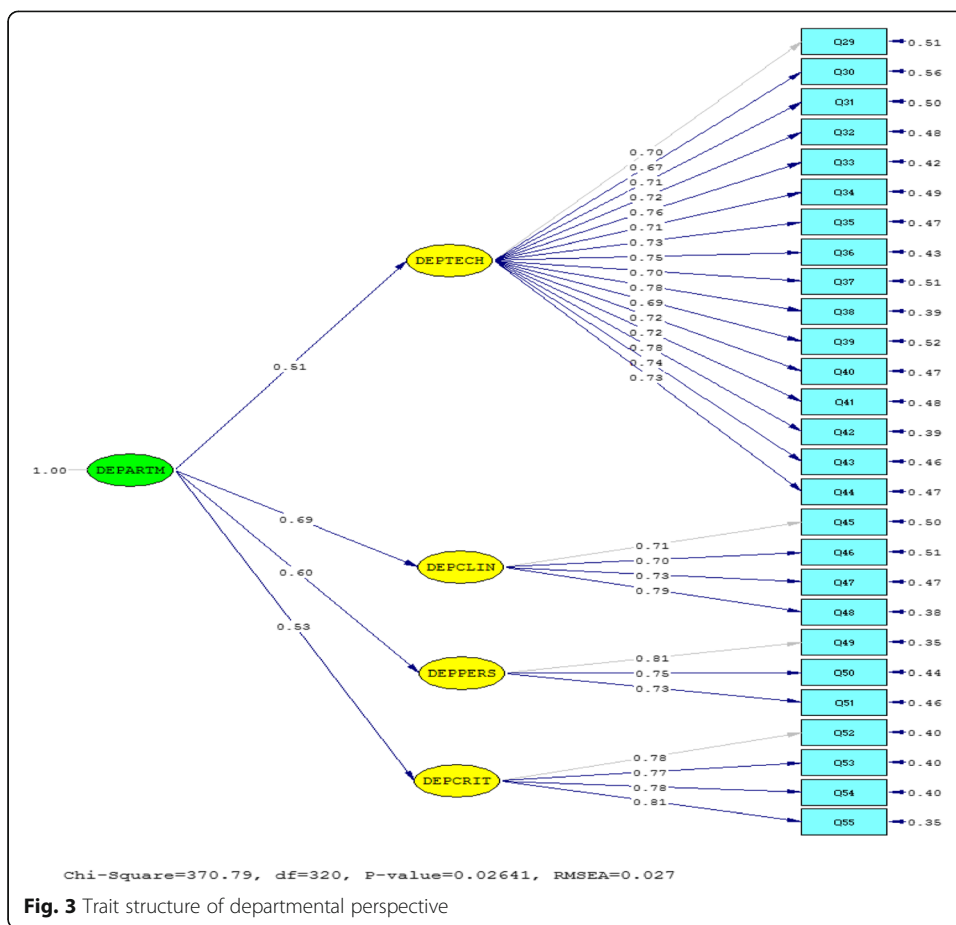 Q29 0.51
Q30 0.56
Q31 0.50
Q32 0.48
Q33 0.42
Q34 0.49
Q35 0.47
Q36 0.43
Q37 0.51
Q38 0.39
Q39 0.52
Q40 0.47
Q41 0.48
Q42 0.39
Q43 0.46
Q44 0.47
Q45 0.50
Q46 0.51
Q47 0.47
Q48 0.38
Q49 0.35
Q50 0.44
Q51 0.46
Q52 0.40
Q53 0.40
Q54 0.40
Q55 0.35
0.70
0.67
0.71
0.72
0.76
0.71
0.73
0.75
0.70
0.78
0.69
0.72
0.72
0.78
0.74
0.73
DEPTECH
0.51
1.00 DEPARTM
0.69
0.60
0.53
DEPCLIN
0.71
0.70
0.73
0.79
DEPPERS
0.81
0.75
0.73
DEPCRIT
0.78
0.77
0.78
0.81
Chi-Square=370.79, df=320, P-value=0.02641, RMSEA=0.027
Fig. 3 Trait structure of departmental perspective